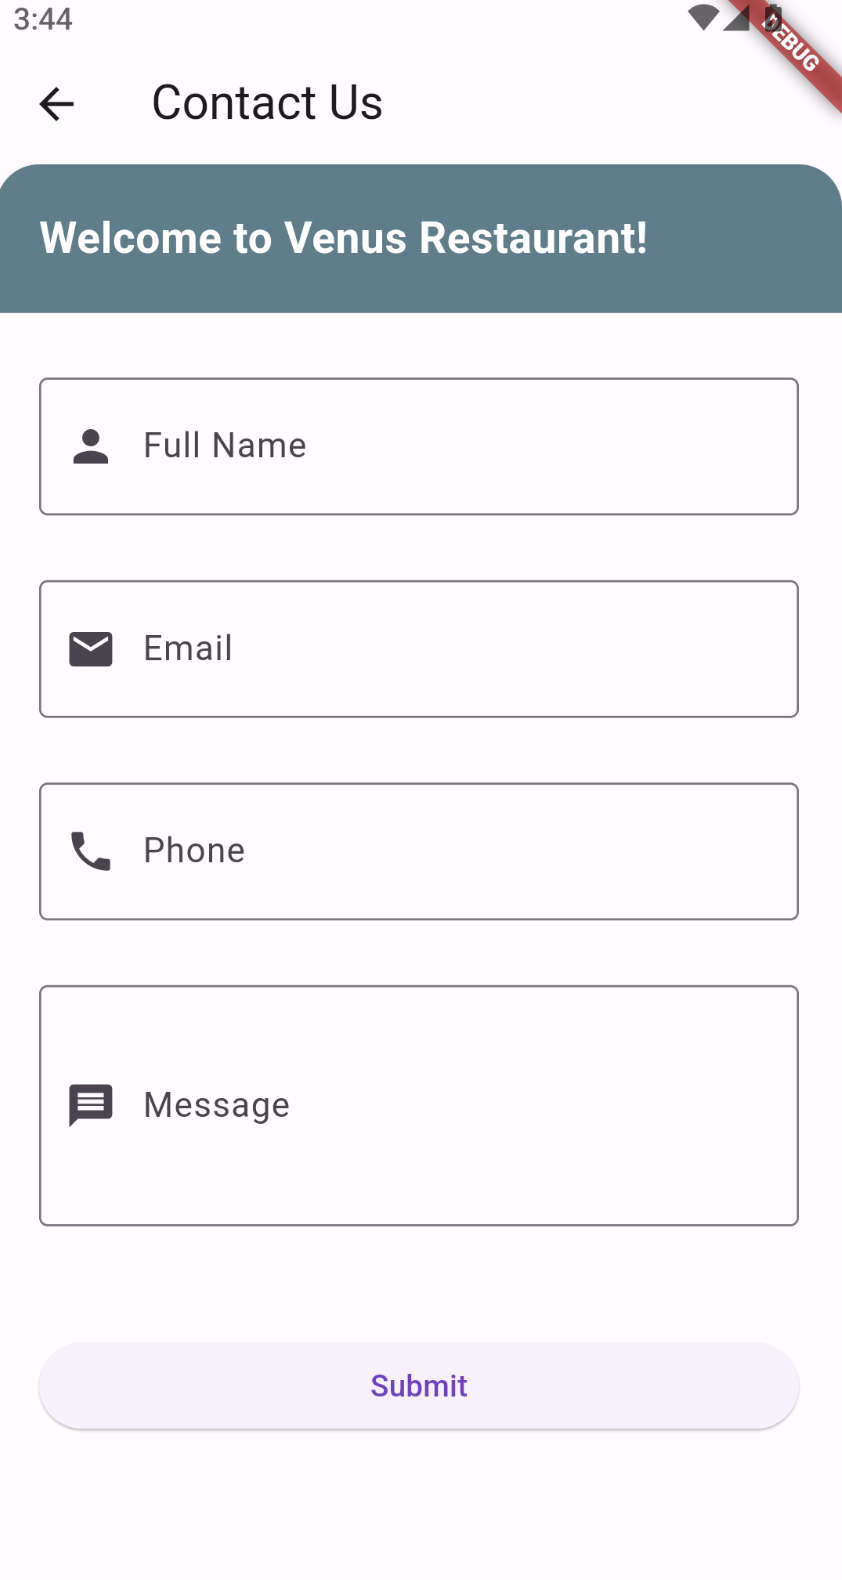 3:44
DEBUG
Contact Us
Welcome to Venus Restaurant!
Full Name
Email
Phone
Message
Submit